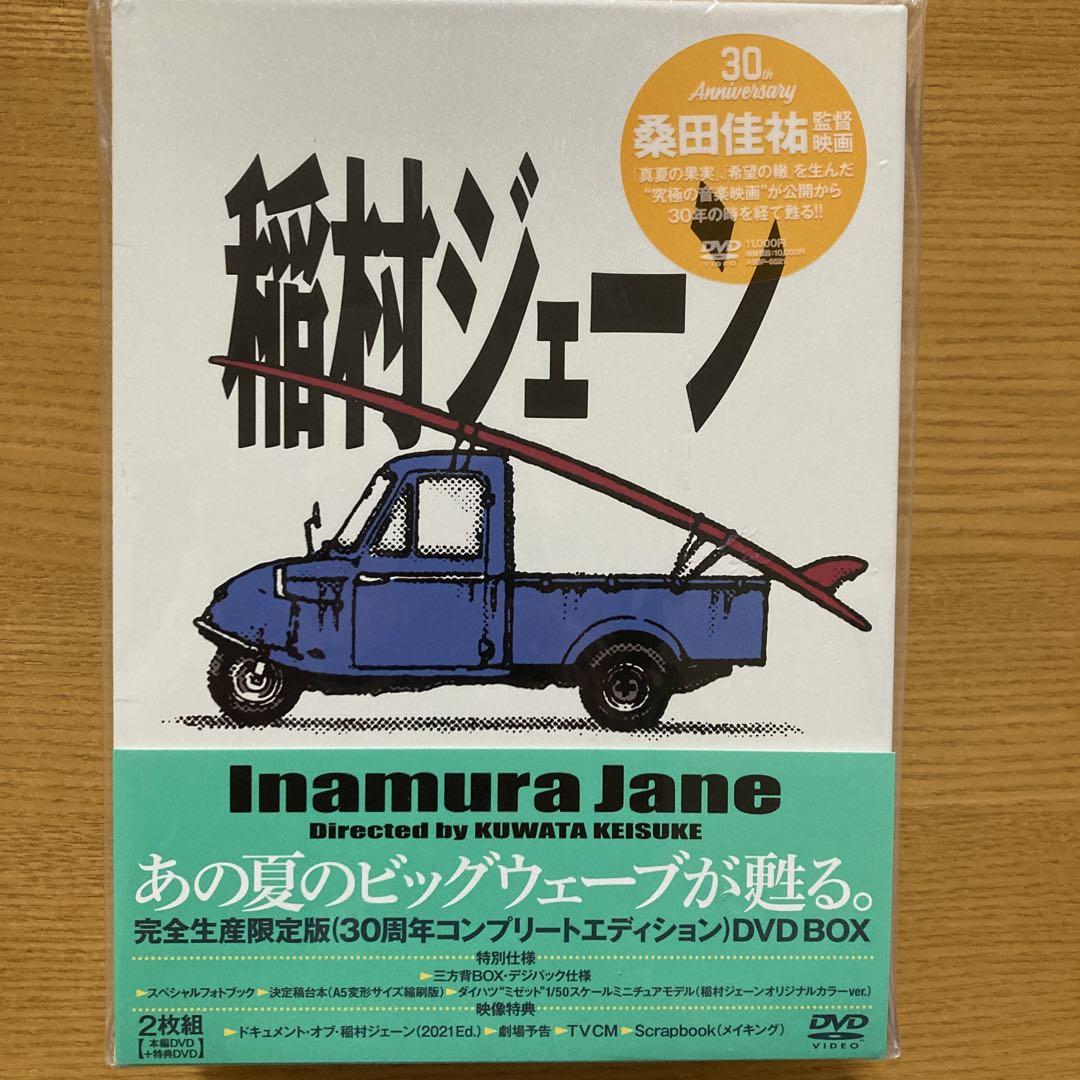 30th
Anniversary
桑田佳祐 監督映画
「真夏の果実」、「希望の轍」を生んだ
“究極の音楽映画”が公開から
30年の時を経て甦る!!
DVD VIDEO
11,000円
税抜価格:10,000円
稲村ジェーン
Inamura Jane
Directed by KUWATA KEISUKE
あの夏のビッグウェーブが甦る。
完全生産限定版(30周年コンプリートエディション)DVD BOX
特別仕様
▶三方背BOX・デジパック仕様
▶スペシャルフォトブック ▶決定稿台本(A5変形サイズ縮刷版) ▶ダイハツ“ミゼット”1/50スケールミニチュアモデル(稲村ジェーンオリジナルカラーver.)
映像特典
▶ドキュメント・オブ・稲村ジェーン(2021Ed.) ▶劇場予告 ▶TV CM ▶Scrapbook(メイキング)
2枚組
【本編DVD
+特典DVD】
DVD
VIDEO